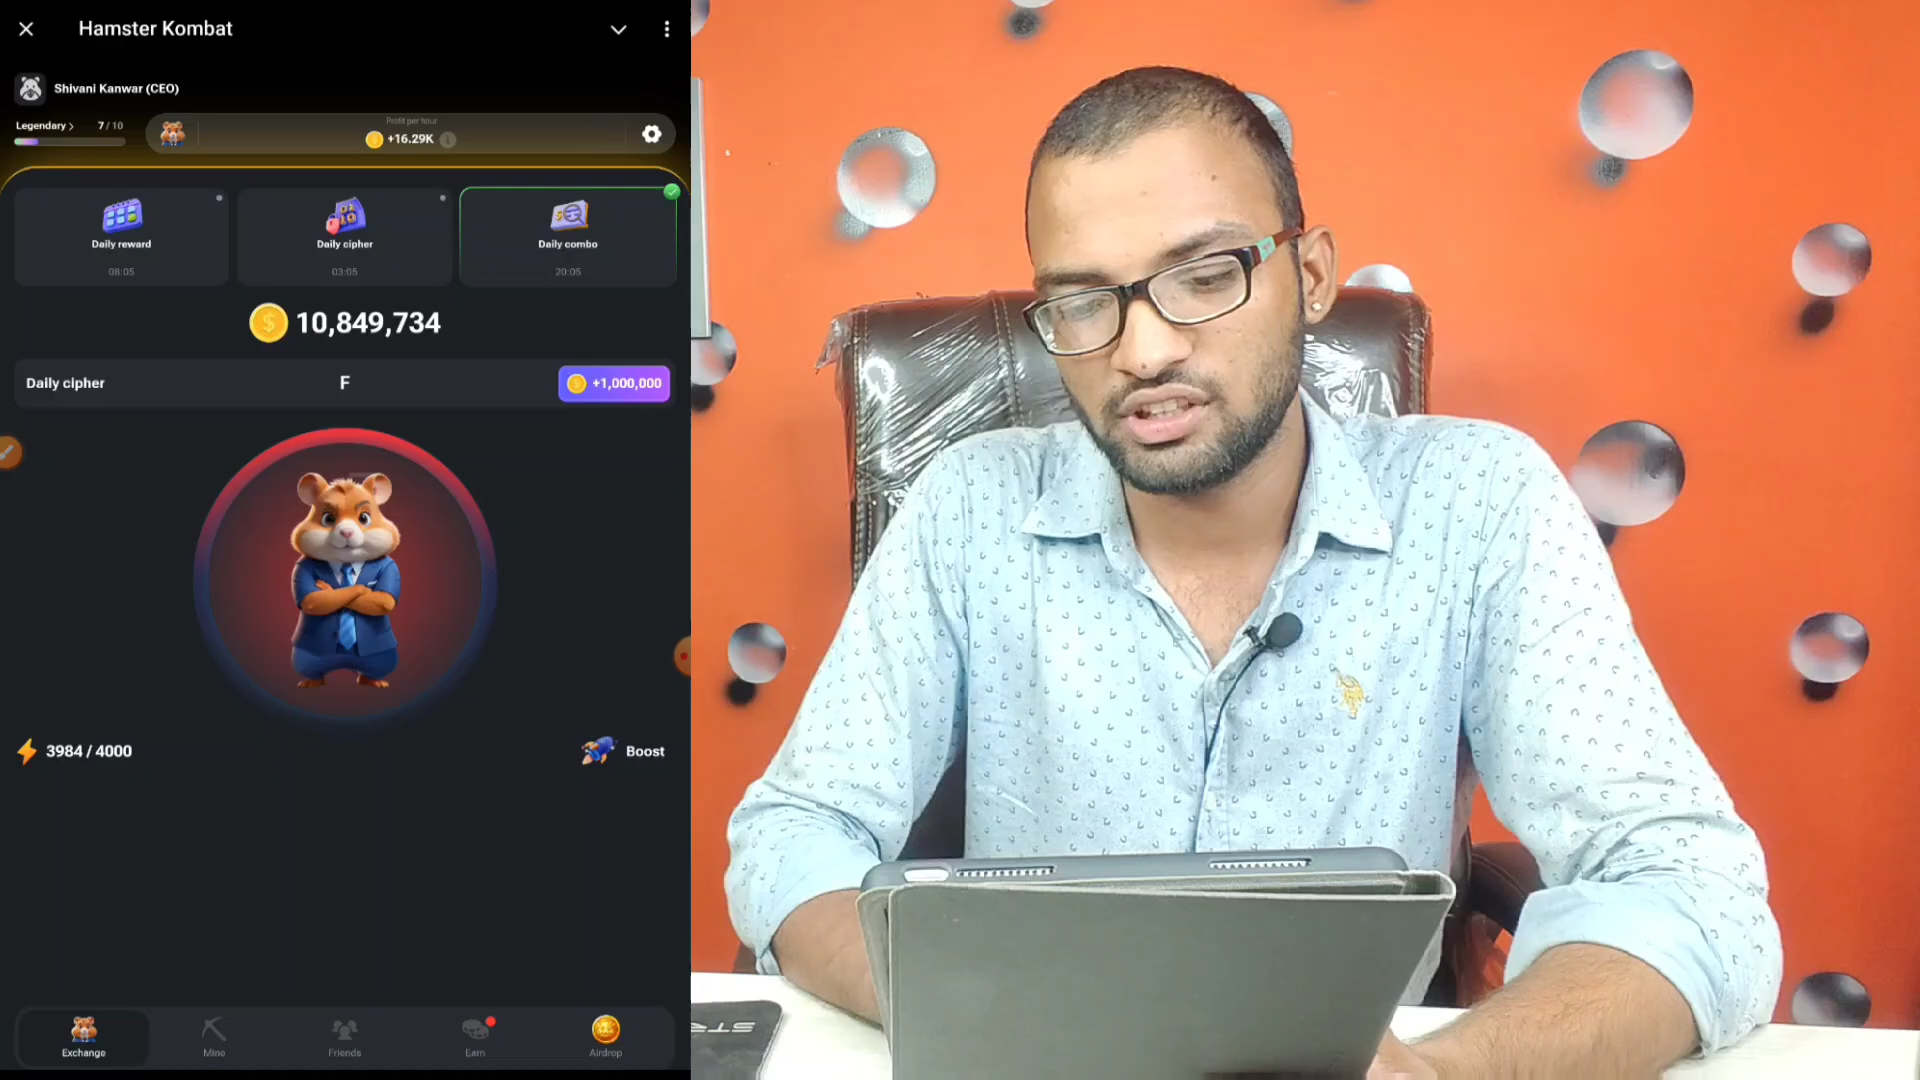 Hamster Kombat
Shivani Kanwar (CEO)
Legendary > 7 / 10
Profit per hour
+16.29K
Daily reward
08:05
Daily cipher
03:05
Daily combo
20:05
10,849,734
Daily cipher F +1,000,000
3984 / 4000
Boost
Exchange
Mine
Friends
Earn
Airdrop